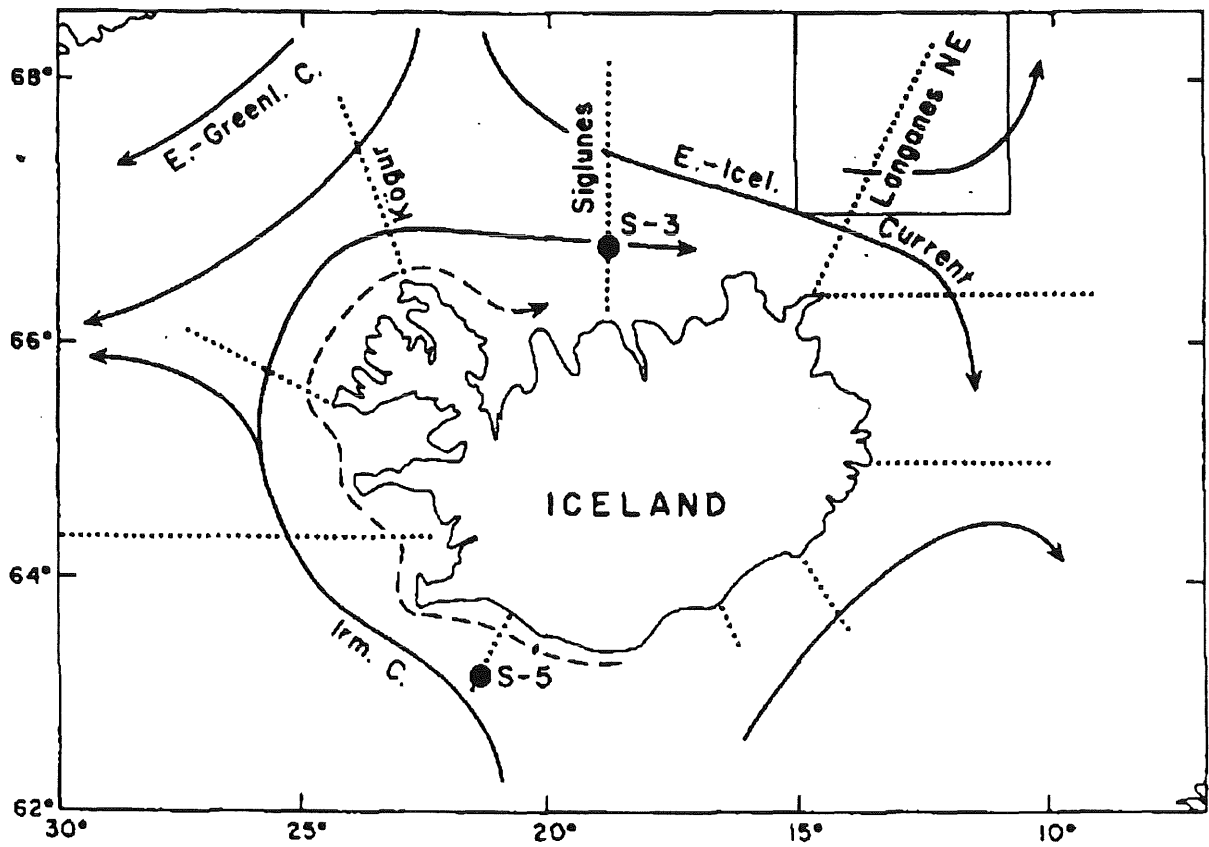 68°
66°
64°
62°
30°
25°
20°
15°
10°
E.-Greenl. C.
Kögur
Siglunes
S-3
E.-Icel.
Current
Langanes NE
ICELAND
Irm. C.
S-5